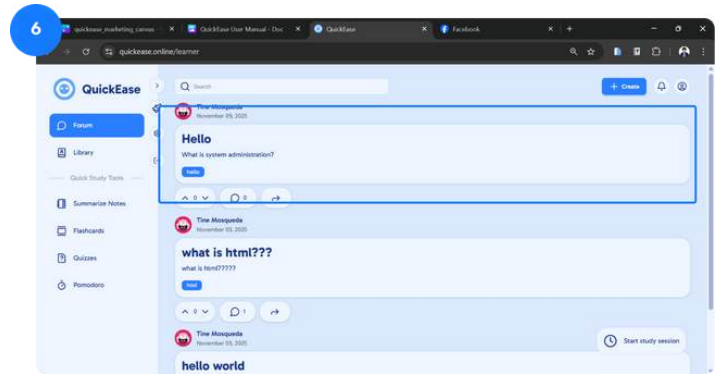 6
quickease_marketing_canvas
QuickEase User Manual - Doc
QuickEase
Facebook
quickease.online/learner
QuickEase
Search
+ Create
Tine Mosqueda
November 09, 2025
Forum
Hello
What is system administration?
hello
Library
Quick Study Tools
0
0
Summarize Notes
Tine Mosqueda
November 03, 2025
Flashcards
what is html???
what is html?????
html
Quizzes
Pomodoro
0
1
Tine Mosqueda
November 03, 2025
Start study session
hello world